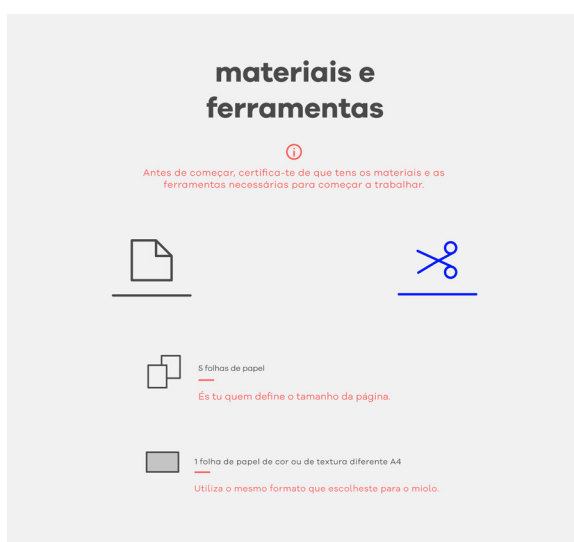 materiais e
ferramentas
Antes de começar, certifica-te de que tens os materiais e as
ferramentas necessárias para começar a trabalhar.
5 folhas de papel
És tu quem define o tamanho da página.
1 folha de papel de cor ou de textura diferente A4
Utiliza o mesmo formato que escolheste para o miolo.